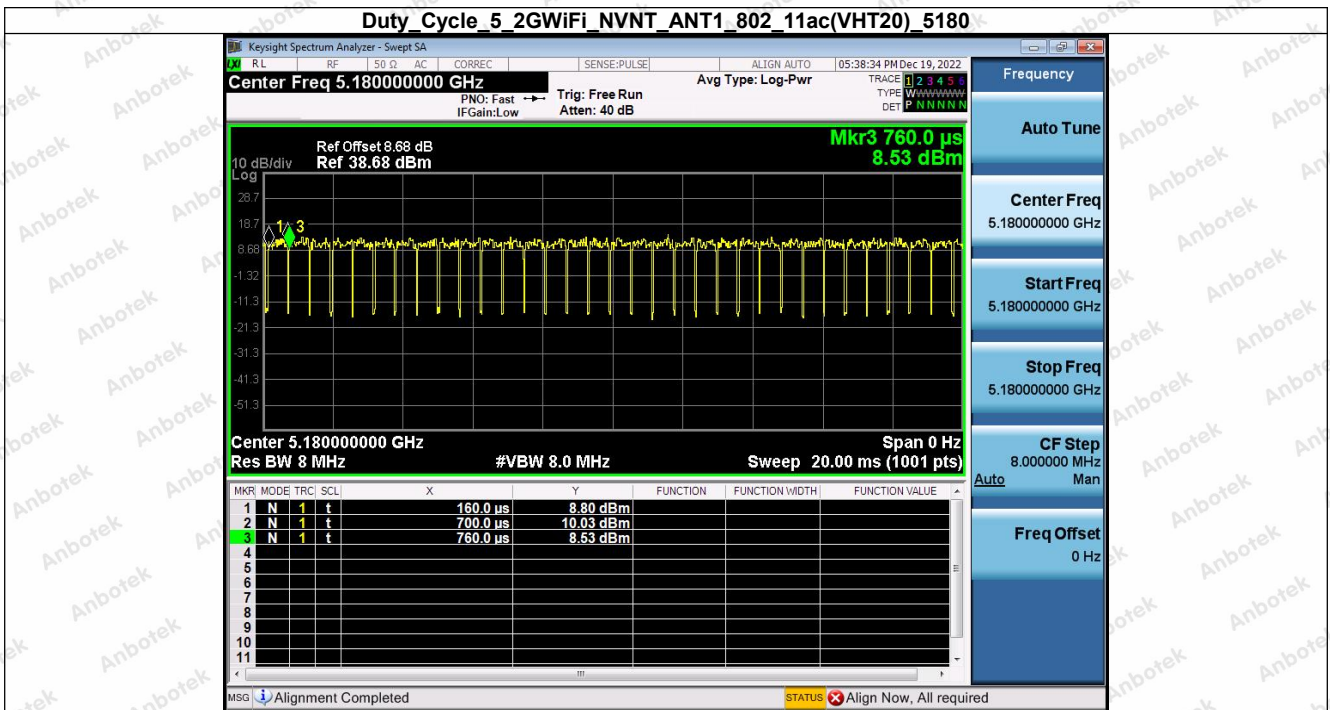 Duty_Cycle_5_2GWiFi_NVNT_ANT1_802_11ac(VHT20)_5180
Keysight Spectrum Analyzer - Swept SA
LXI RL RF 50 Ω AC CORREC SENSE:PULSE ALIGN AUTO 05:38:34 PM Dec 19, 2022
Center Freq 5.180000000 GHz
PNO: Fast
IFGain:Low
Trig: Free Run
Atten: 40 dB
Avg Type: Log-Pwr
TRACE 1 2 3 4 5 6
TYPE WWWWWWW
DET P N N N N N
Mkr3 760.0 µs
8.53 dBm
Ref Offset 8.68 dB
Ref 38.68 dBm
10 dB/div
Log
28.7
18.7
8.68
-1.32
-11.3
-21.3
-31.3
-41.3
-51.3
1 3
Center 5.180000000 GHz Span 0 Hz
Res BW 8 MHz #VBW 8.0 MHz Sweep 20.00 ms (1001 pts)
MKR MODE TRC SCL X Y FUNCTION FUNCTION WIDTH FUNCTION VALUE
1 N 1 t 160.0 µs 8.80 dBm
2 N 1 t 700.0 µs 10.03 dBm
3 N 1 t 760.0 µs 8.53 dBm
4
5
6
7
8
9
10
11
MSG Alignment Completed STATUS Align Now, All required
Frequency
Auto Tune
Center Freq
5.180000000 GHz
Start Freq
5.180000000 GHz
Stop Freq
5.180000000 GHz
CF Step
8.000000 MHz
Auto Man
Freq Offset
0 Hz
Anbotek